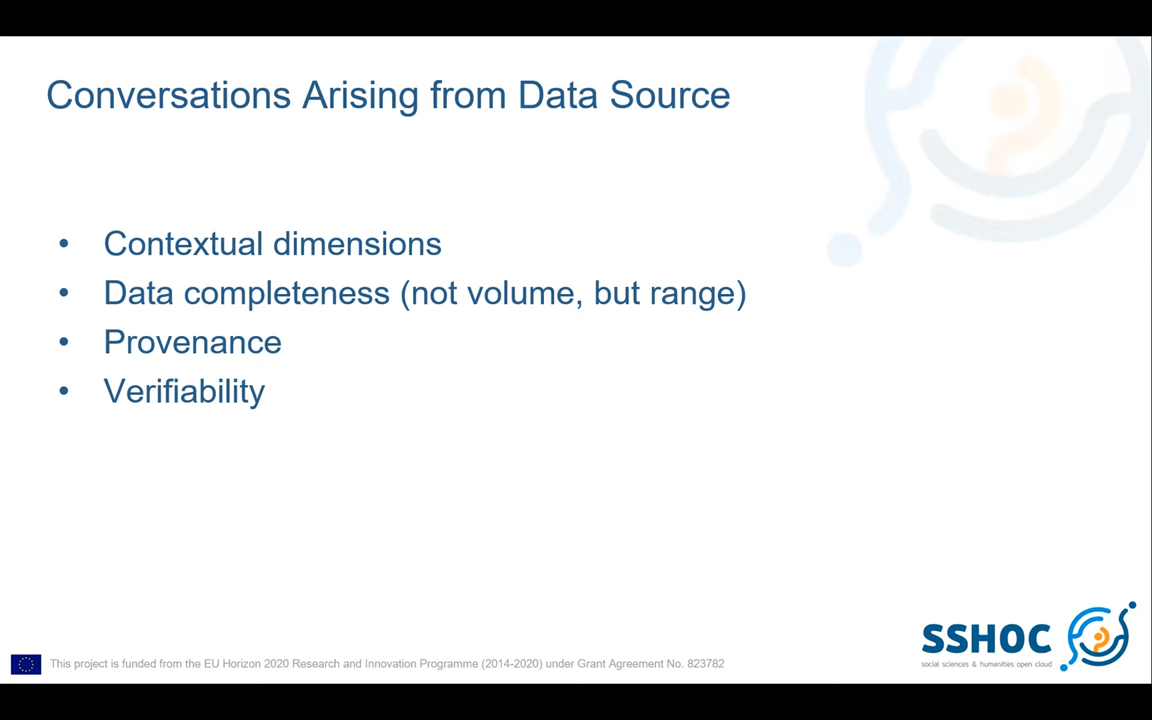 Conversations Arising from Data Source
• Contextual dimensions
• Data completeness (not volume, but range)
• Provenance
• Verifiability
SSHOC
social sciences & humanities open cloud
This project is funded from the EU Horizon 2020 Research and Innovation Programme (2014-2020) under Grant Agreement No. 823782